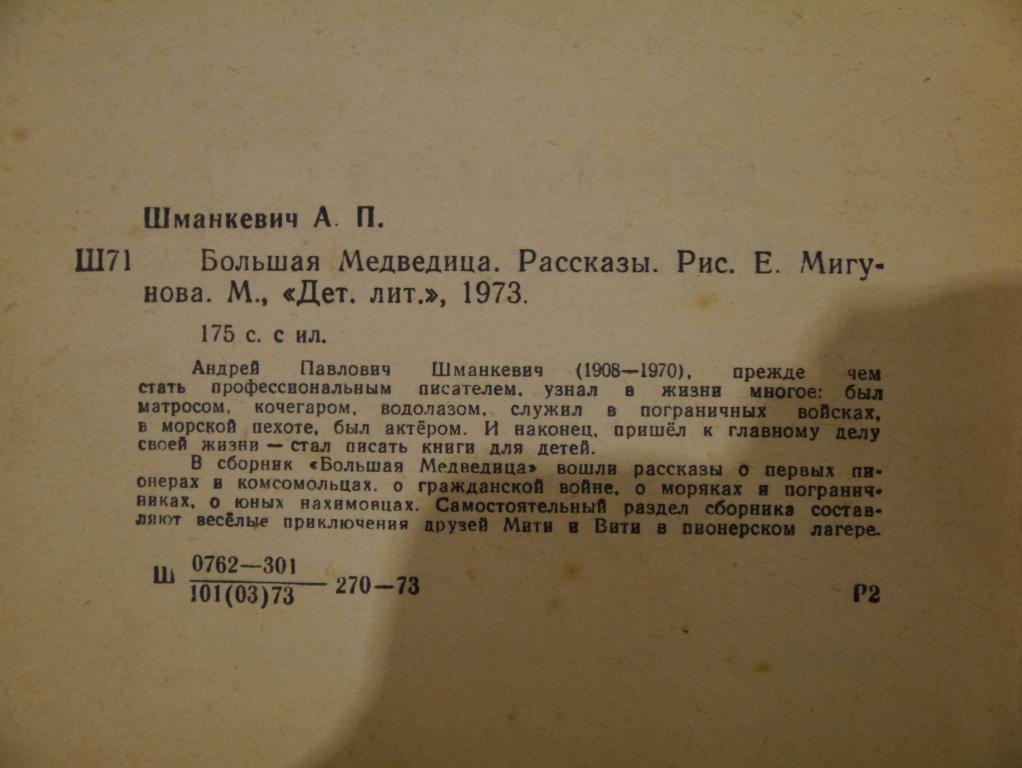 Шманкевич А. П.
Ш71 Большая Медведица. Рассказы. Рис. Е. Мигу-
нова. М., «Дет. лит.», 1973.
175 с. с ил.
Андрей Павлович Шманкевич (1908—1970), прежде чем
стать профессиональным писателем, узнал в жизни многое: был
матросом, кочегаром, водолазом, служил в пограничных войсках,
в морской пехоте, был актёром. И наконец, пришёл к главному делу
своей жизни — стал писать книги для детей.
В сборник «Большая Медведица» вошли рассказы о первых пи-
онерах и комсомольцах, о гражданской войне, о моряках и погранич-
никах, о юных нахимовцах. Самостоятельный раздел сборника состав-
ляют весёлые приключения друзей Мити и Вити в пионерском лагере.
0762—301
Ш 270—73
101(03)73
Р2